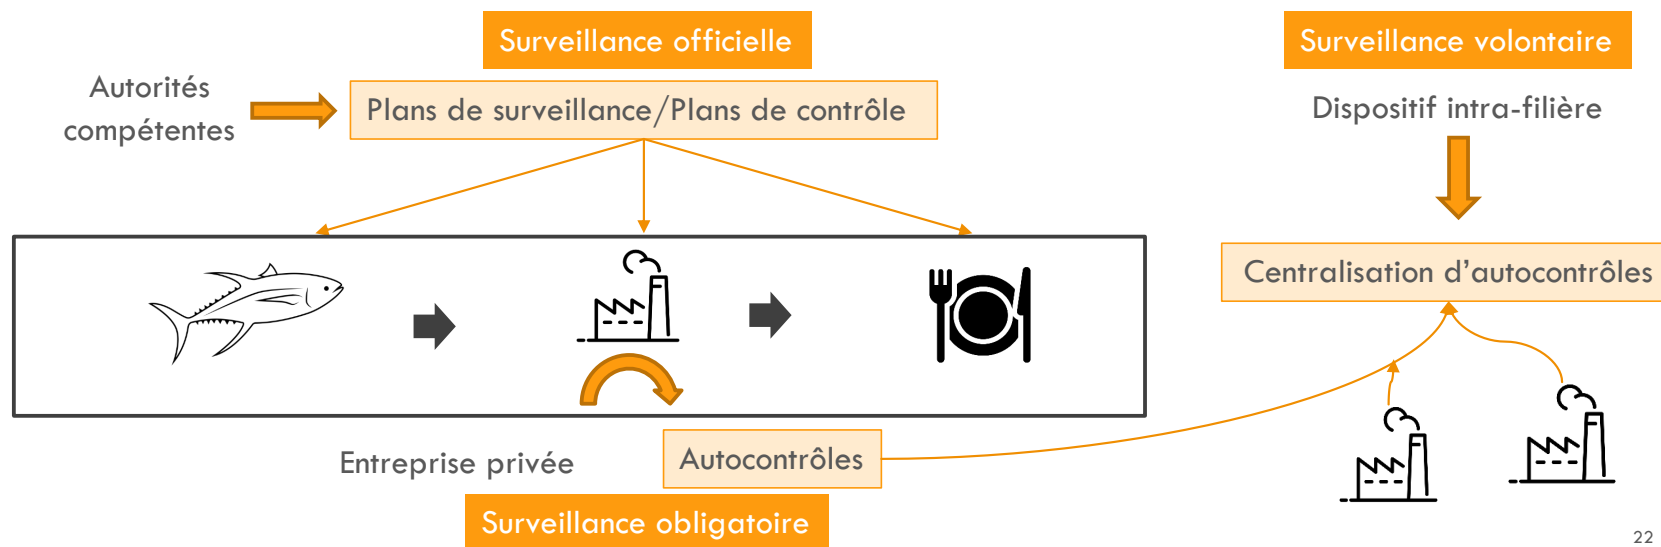 Surveillance officielle
Surveillance volontaire
Autorités
compétentes
Plans de surveillance/Plans de contrôle
Dispositif intra-filière
Centralisation d’autocontrôles
Entreprise privée
Autocontrôles
Surveillance obligatoire
22